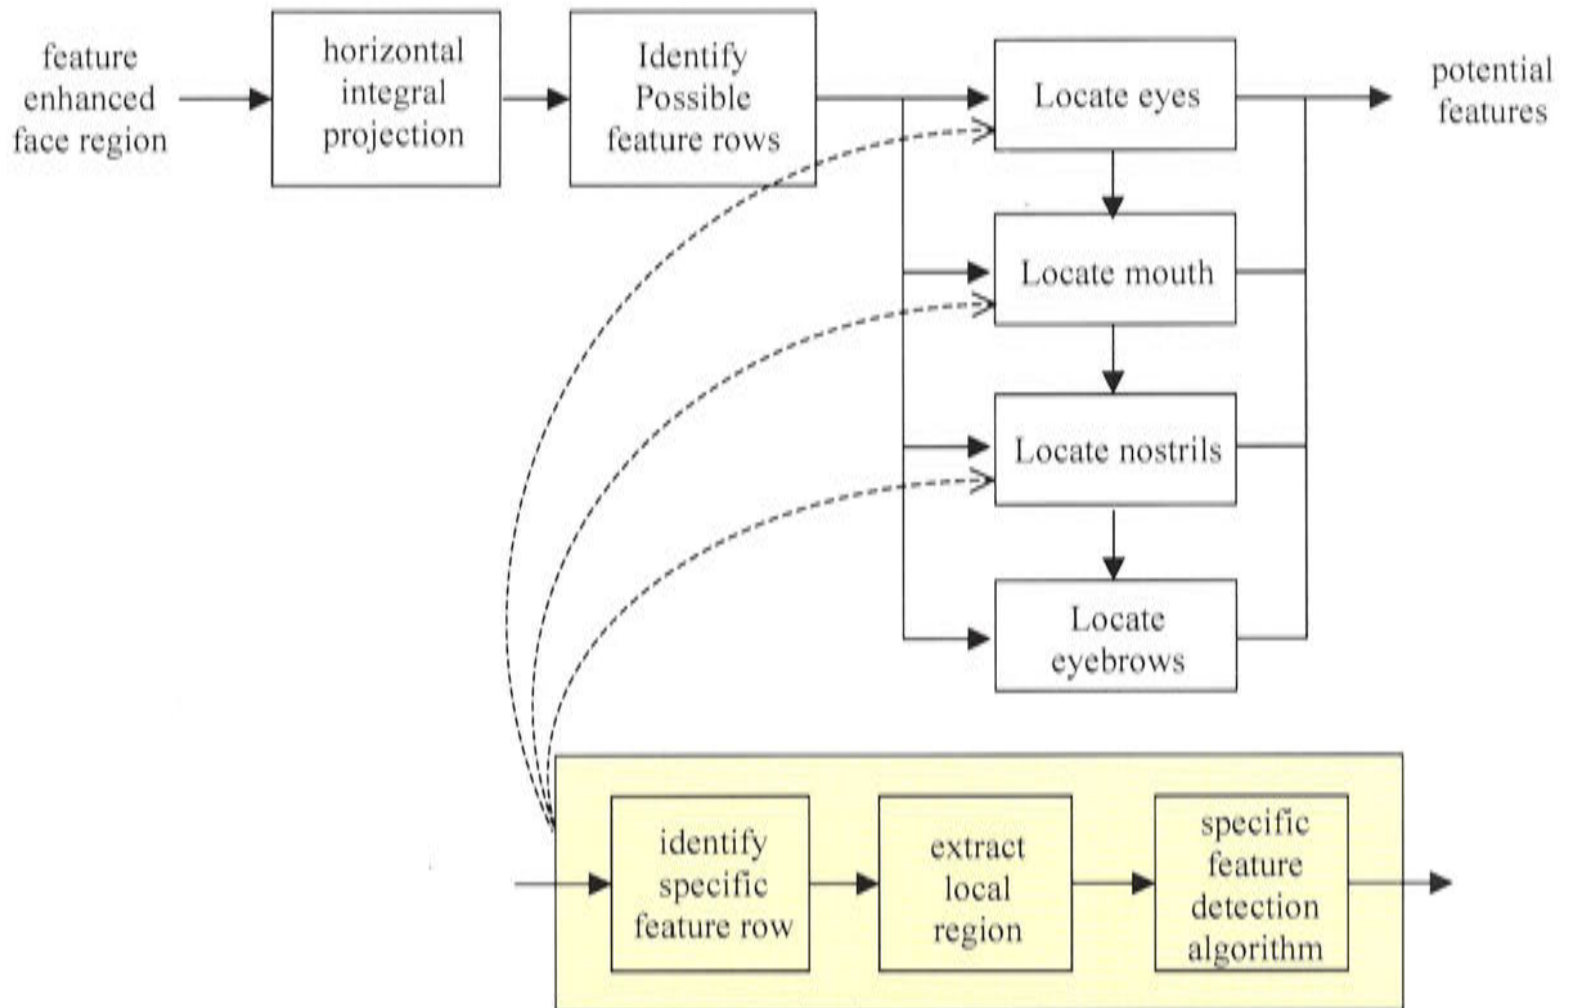 feature
enhanced
face region
horizontal
integral
projection
Identify
Possible
feature rows
Locate eyes
potential
features
Locate mouth
Locate nostrils
Locate
eyebrows
identify
specific
feature row
extract
local
region
specific
feature
detection
algorithm